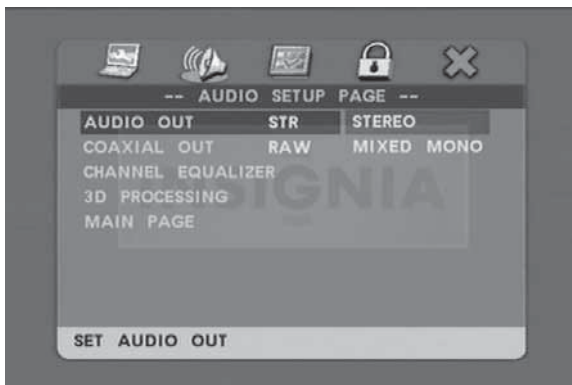 -- AUDIO SETUP PAGE --
AUDIO OUT STR STEREO
COAXIAL OUT RAW MIXED MONO
CHANNEL EQUALIZER
3D PROCESSING
MAIN PAGE
INSIGNIA
SET AUDIO OUT